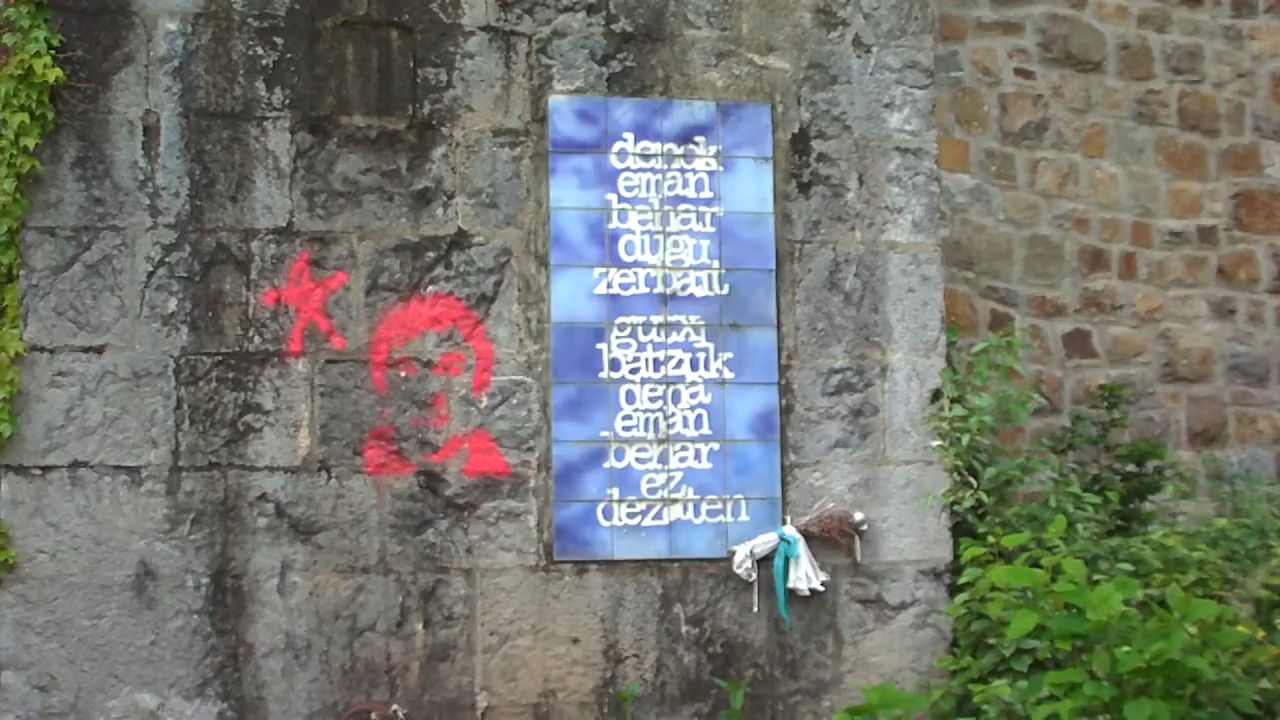 denok
eman
behar
dugu
zerbait
gutxi
batzuk
dena
eman
behar
ez
dezaten